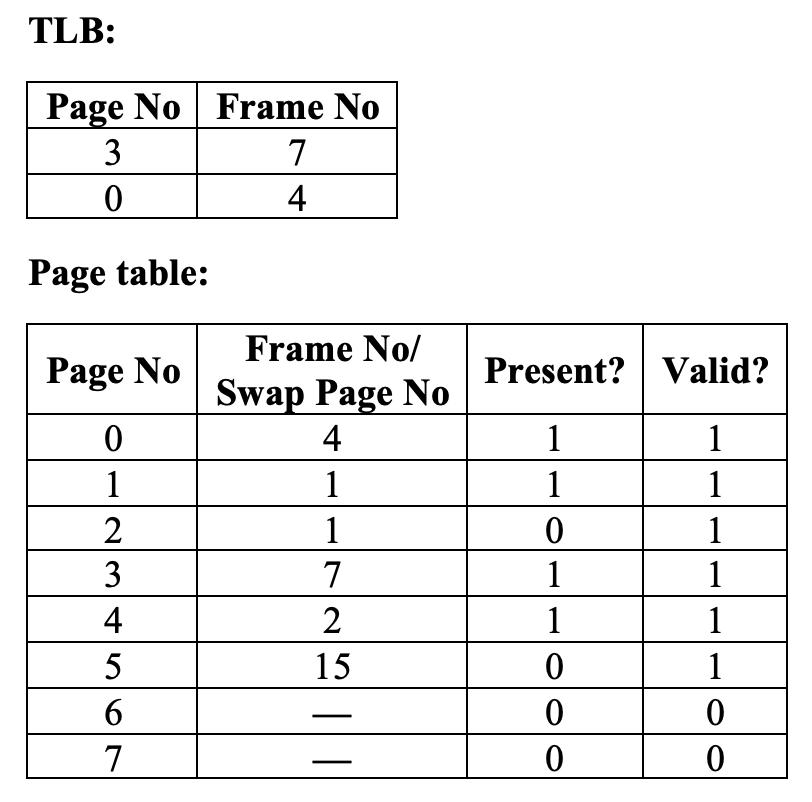 TLB:
Page No Frame No
3 7
0 4
Page table:
Page No Frame No/ Swap Page No Present? Valid?
0 4 1 1
1 1 1 1
2 1 0 1
3 7 1 1
4 2 1 1
5 15 0 1
6 — 0 0
7 — 0 0